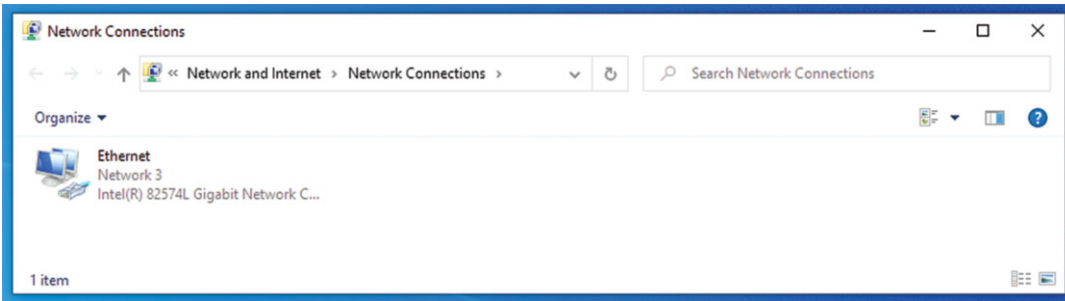 Network Connections
« Network and Internet > Network Connections >
Search Network Connections
Organize
Ethernet
Network 3
Intel(R) 82574L Gigabit Network C...
1 item